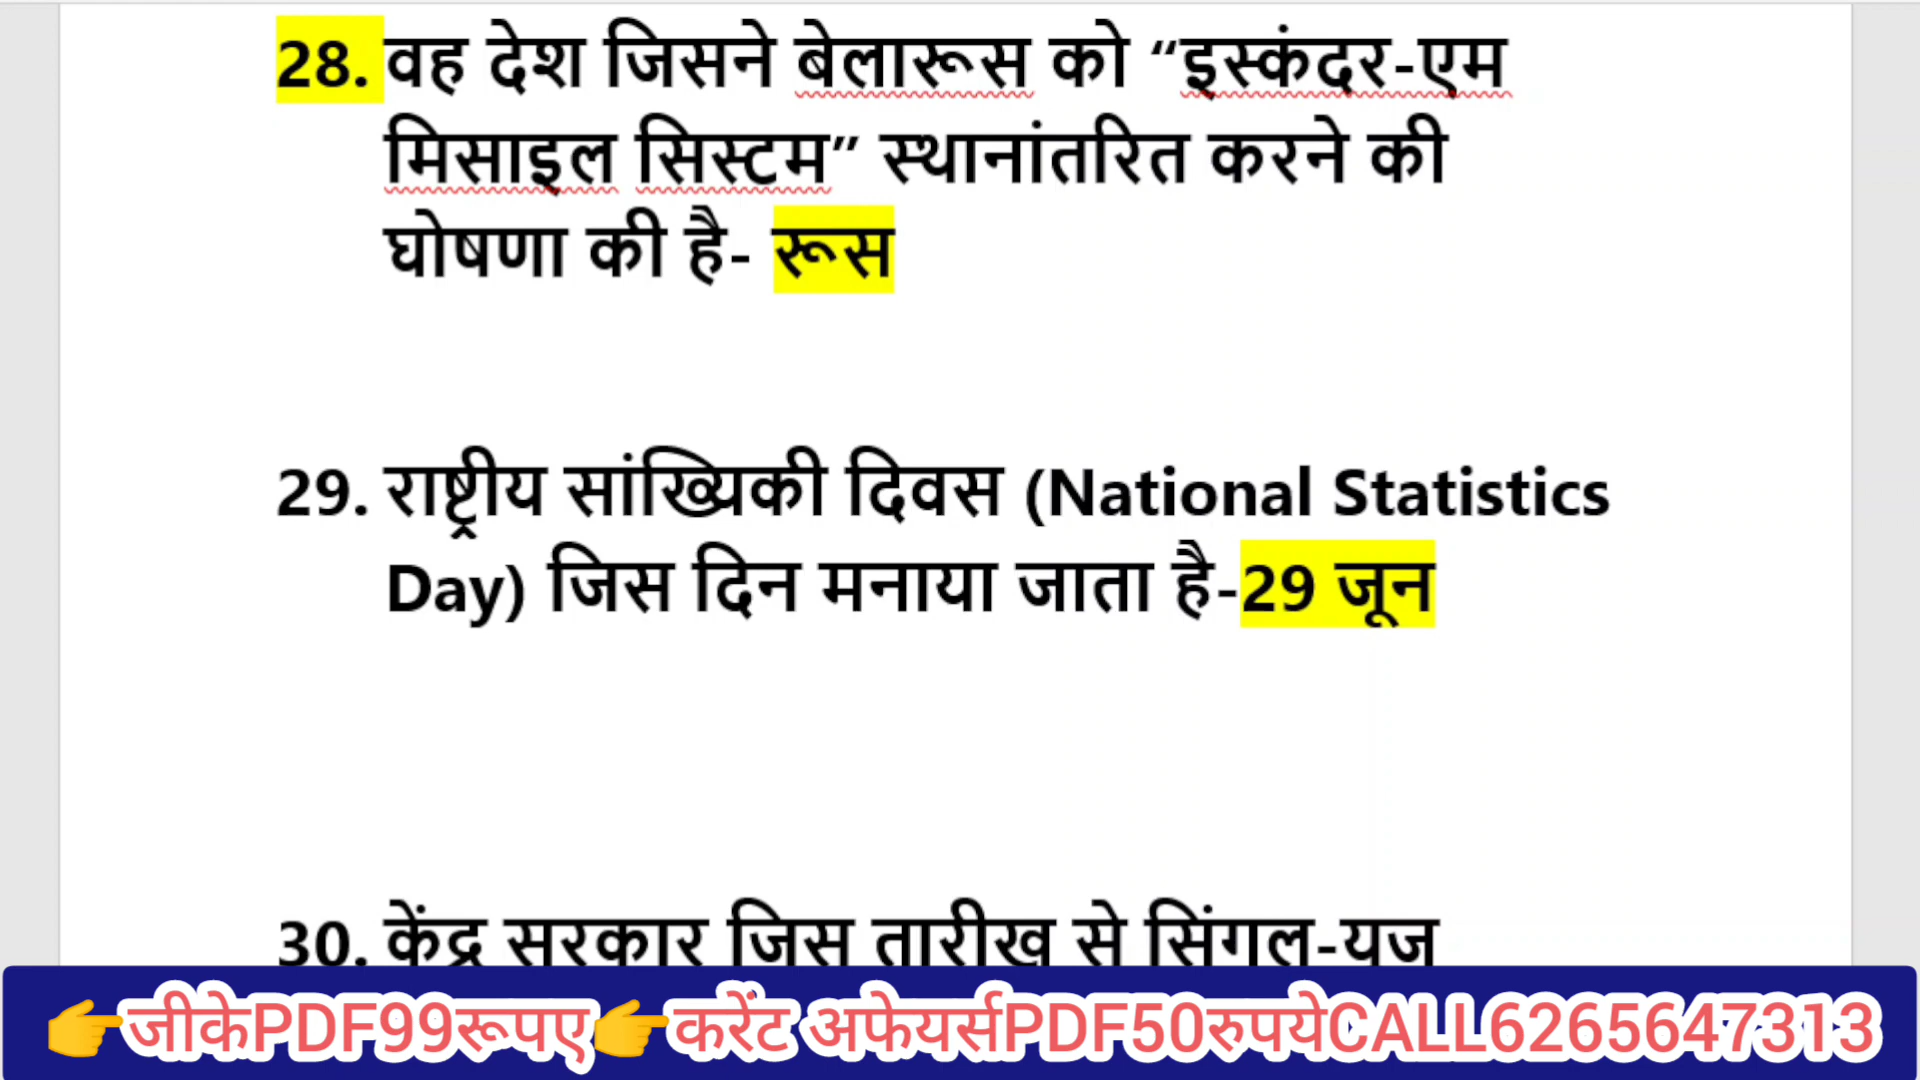 28. वह देश जिसने बेलारूस को “इस्कंदर-एम
मिसाइल सिस्टम” स्थानांतरित करने की
घोषणा की है- रूस
29. राष्ट्रीय सांख्यिकी दिवस (National Statistics
Day) जिस दिन मनाया जाता है-29 जून
30. केंद्र सरकार जिस तारीख से सिंगल-यूज
👉जीकेPDF99रूपए👉करेंट अफेयर्सPDF50रुपयेCALL6265647313